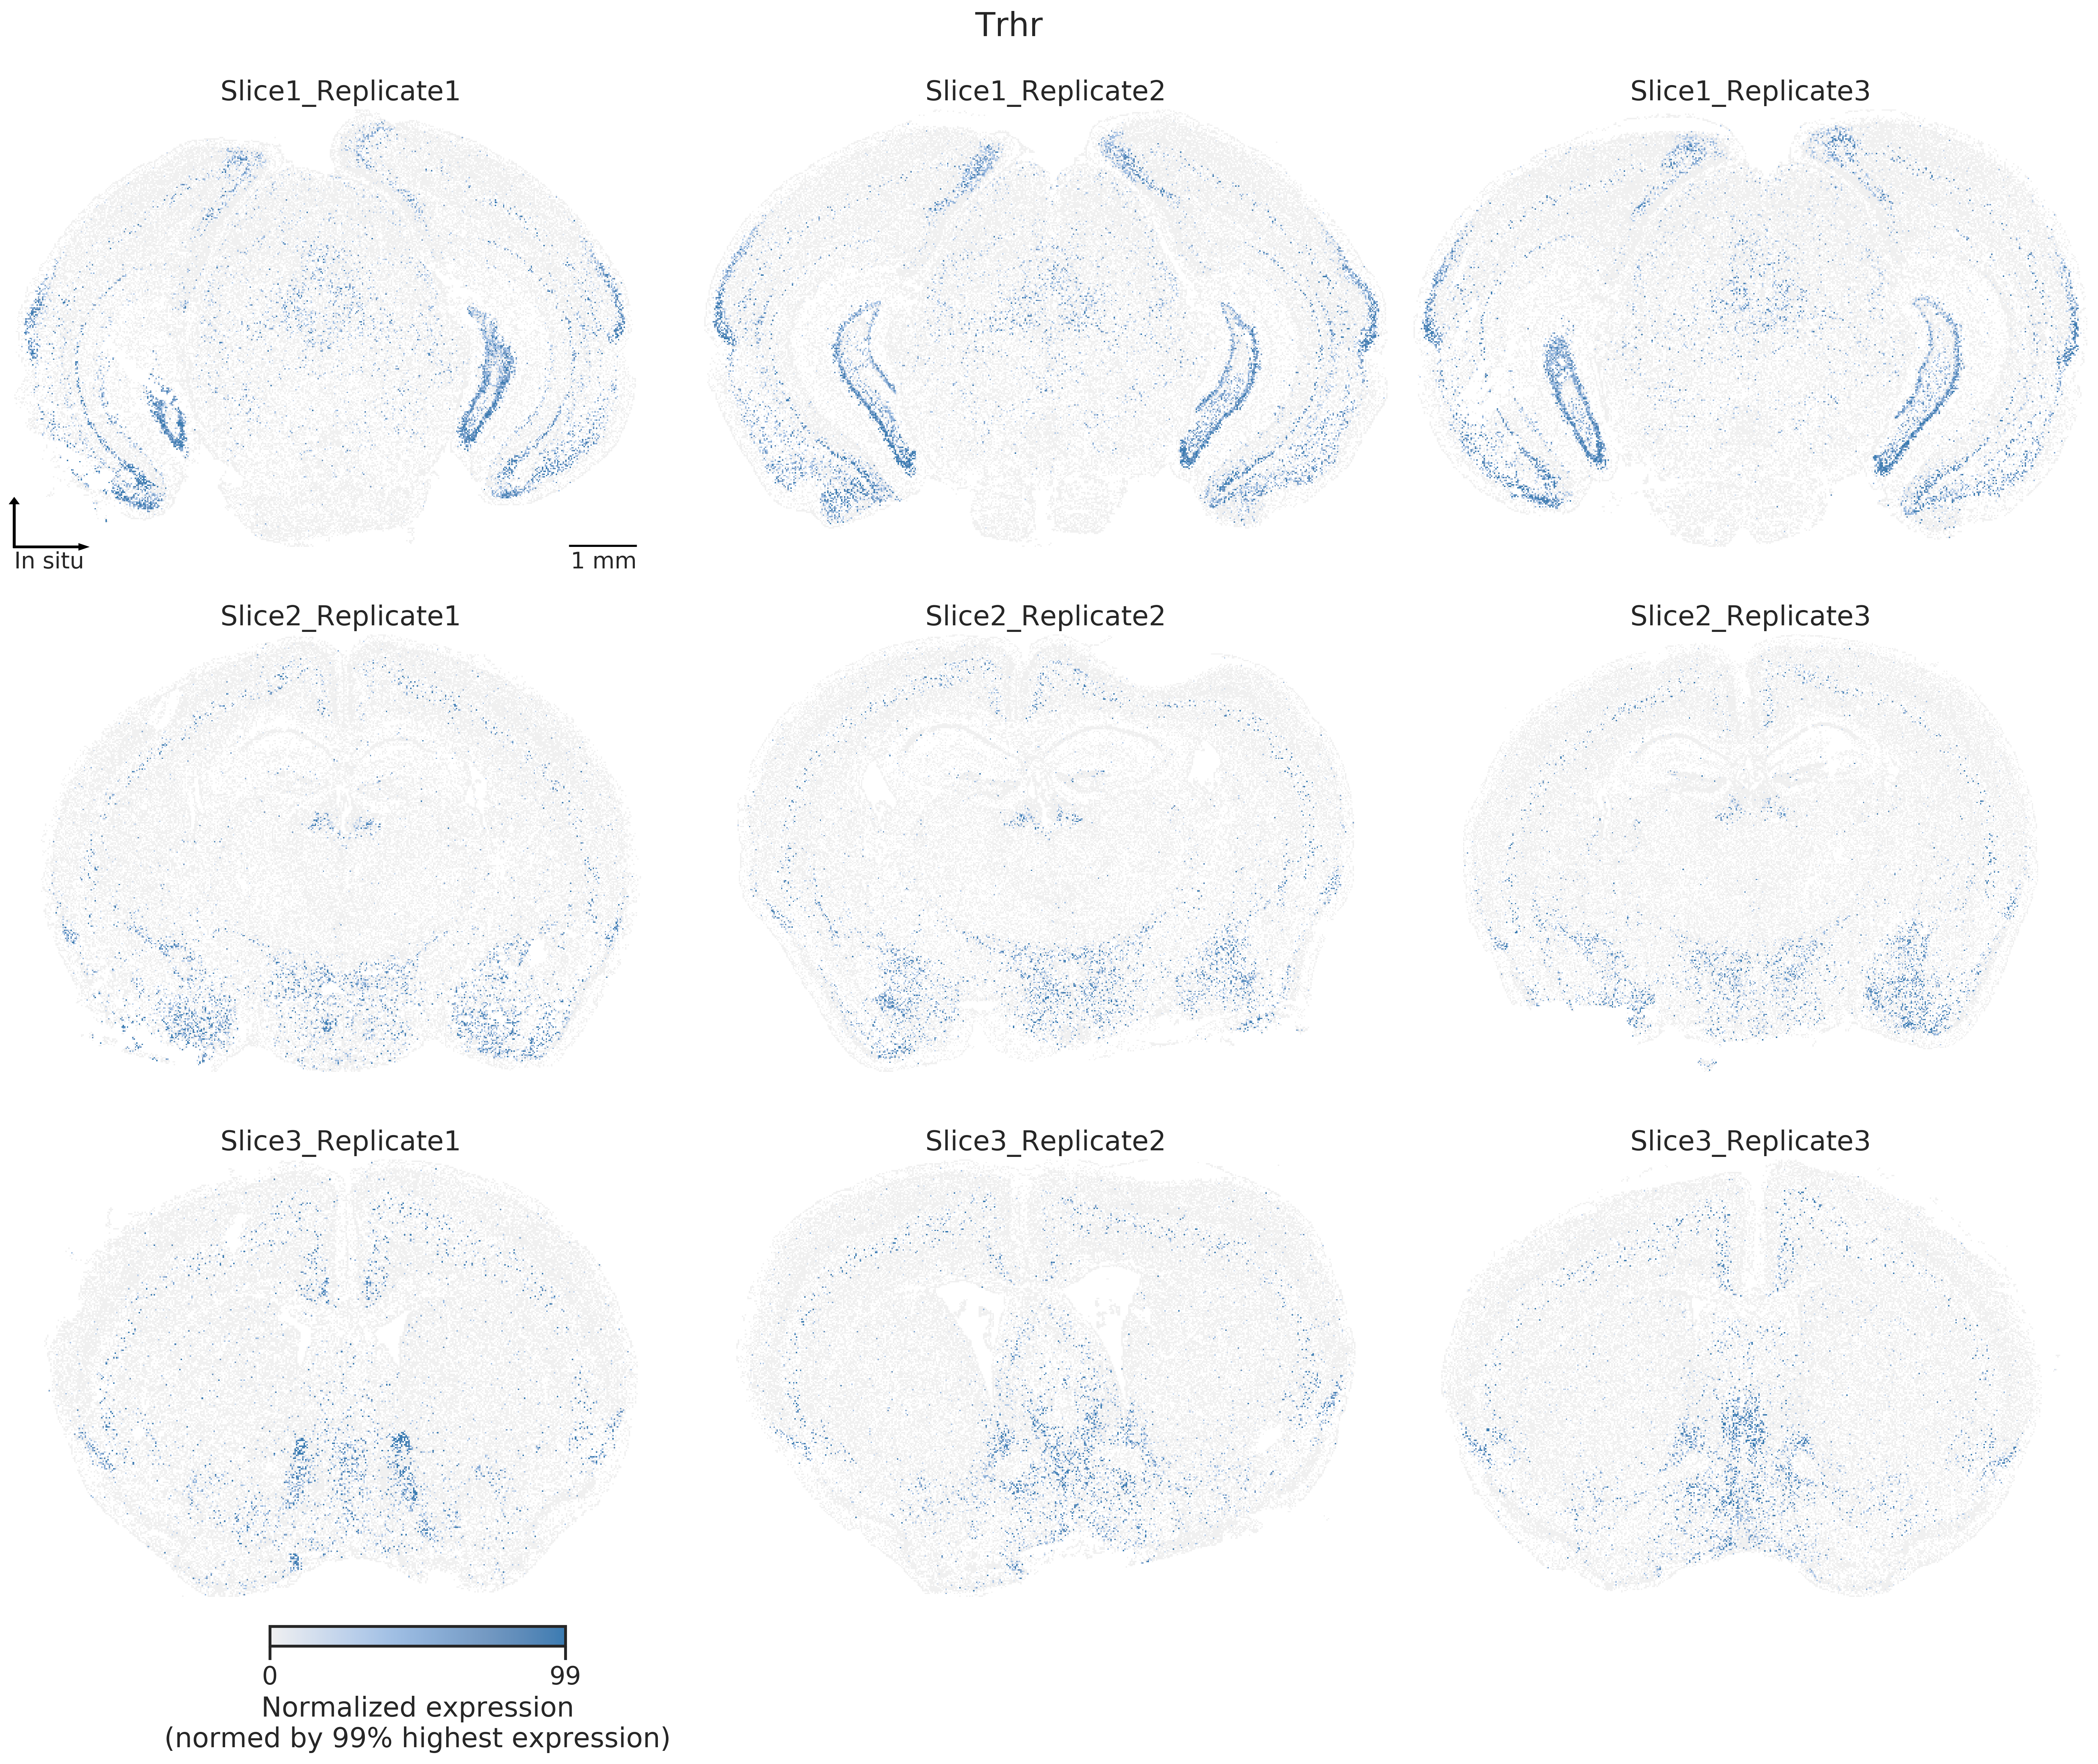 Trhr
Slice1_Replicate1
Slice1_Replicate2
Slice1_Replicate3
In situ
1 mm
Slice2_Replicate1
Slice2_Replicate2
Slice2_Replicate3
Slice3_Replicate1
Slice3_Replicate2
Slice3_Replicate3
0
99
Normalized expression
(normed by 99% highest expression)